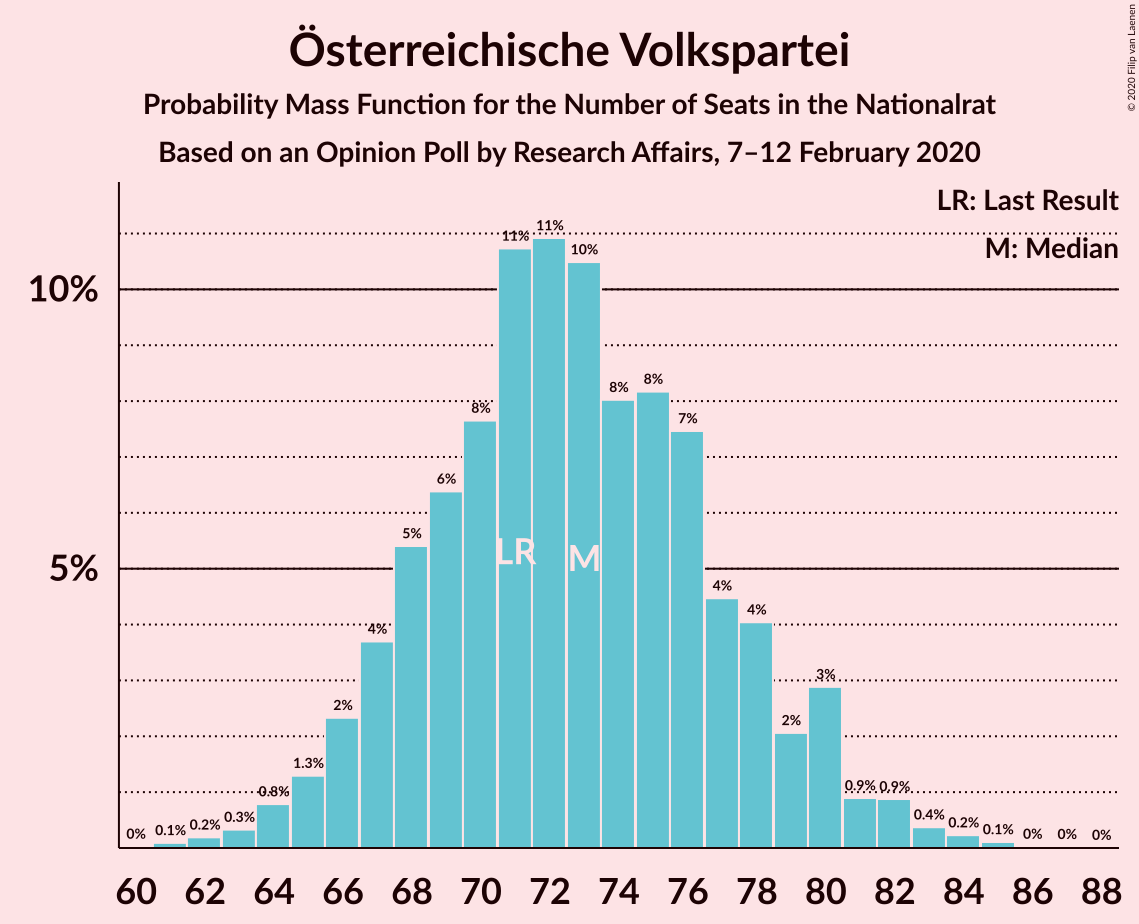 © 2020 Filip van Laenen
Österreichische Volkspartei
Probability Mass Function for the Number of Seats in the Nationalrat
Based on an Opinion Poll by Research Affairs, 7–12 February 2020
LR: Last Result
M: Median
10%
5%
0% 0.1% 0.2% 0.3% 0.8% 1.3% 2% 4% 5% 6% 8% 11% 11% 10% 8% 8% 7% 4% 4% 2% 3% 0.9% 0.9% 0.4% 0.2% 0.1% 0% 0% 0%
LR M
60 62 64 66 68 70 72 74 76 78 80 82 84 86 88